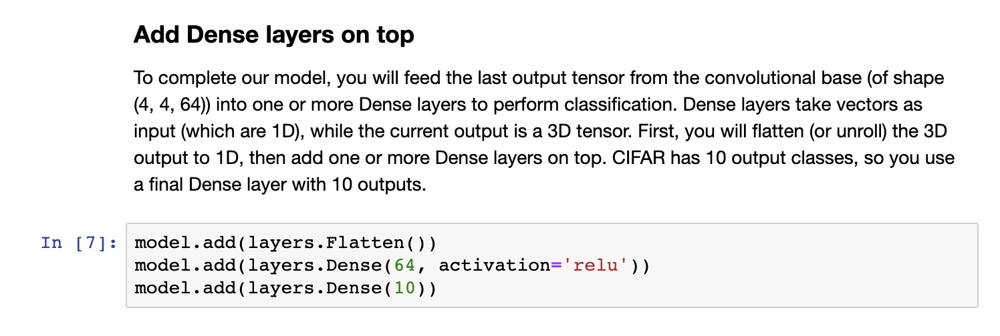 Add Dense layers on top
To complete our model, you will feed the last output tensor from the convolutional base (of shape
(4, 4, 64)) into one or more Dense layers to perform classification. Dense layers take vectors as
input (which are 1D), while the current output is a 3D tensor. First, you will flatten (or unroll) the 3D
output to 1D, then add one or more Dense layers on top. CIFAR has 10 output classes, so you use
a final Dense layer with 10 outputs.
In [7]: model.add(layers.Flatten())
model.add(layers.Dense(64, activation='relu'))
model.add(layers.Dense(10))